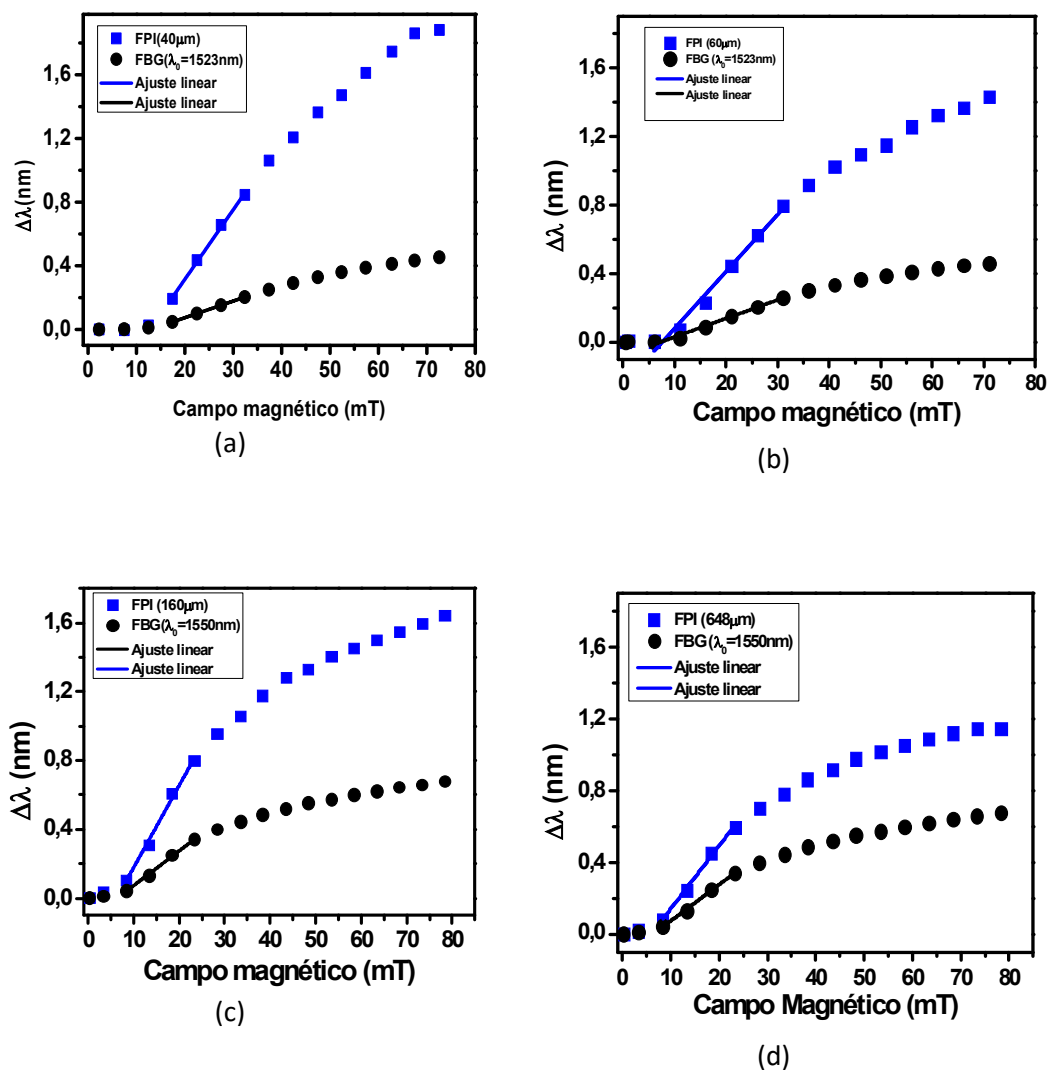 (a)
FPI(40μm)
FBG(λ₀=1523nm)
Ajuste linear
Ajuste linear
1,6
1,2
0,8
0,4
0,0
Δλ(nm)
0 10 20 30 40 50 60 70 80
Campo magnético (mT)
(a)
FPI (60μm)
FBG (λ₀=1523nm)
Ajuste linear
Ajuste linear
1,6
1,2
0,8
0,4
0,0
Δλ (nm)
0 10 20 30 40 50 60 70 80
Campo magnético (mT)
(b)
FPI (160μm)
FBG(λ₀=1550nm)
Ajuste linear
Ajuste linear
1,6
1,2
0,8
0,4
0,0
Δλ (nm)
0 10 20 30 40 50 60 70 80
Campo magnético (mT)
(c)
FPI (648μm)
FBG(λ₀=1550nm)
Ajuste linear
Ajuste linear
1,6
1,2
0,8
0,4
0,0
Δλ (nm)
0 10 20 30 40 50 60 70 80
Campo Magnético (mT)
(d)